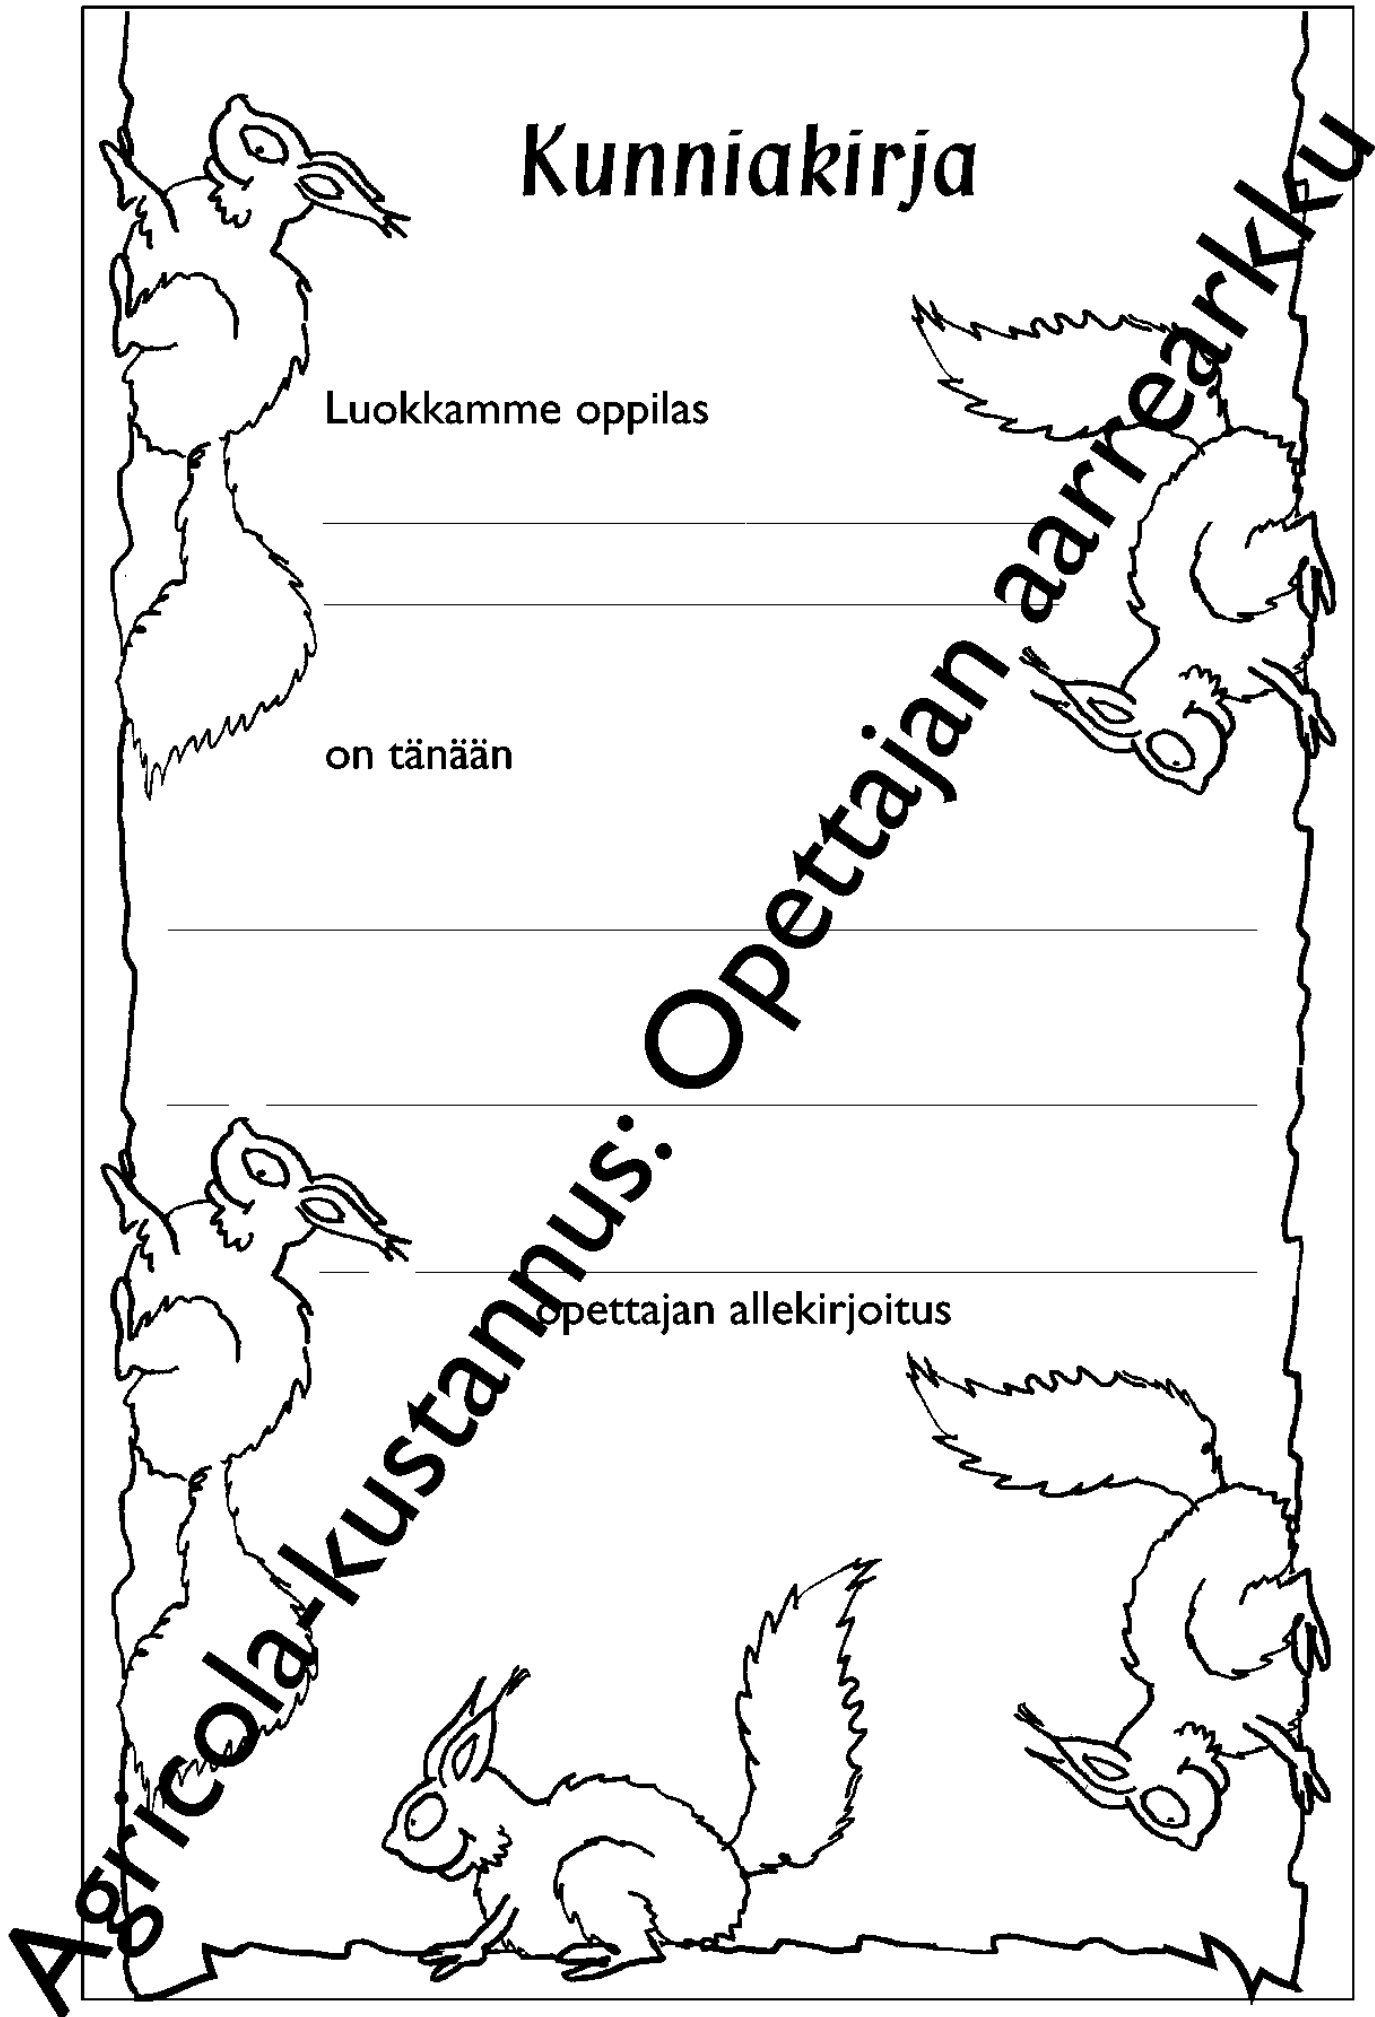 Kunniakirja
Luokkamme oppilas
on tänään
opettajan allekirjoitus
Agricola-kustannus: Opettajan aarrearkku